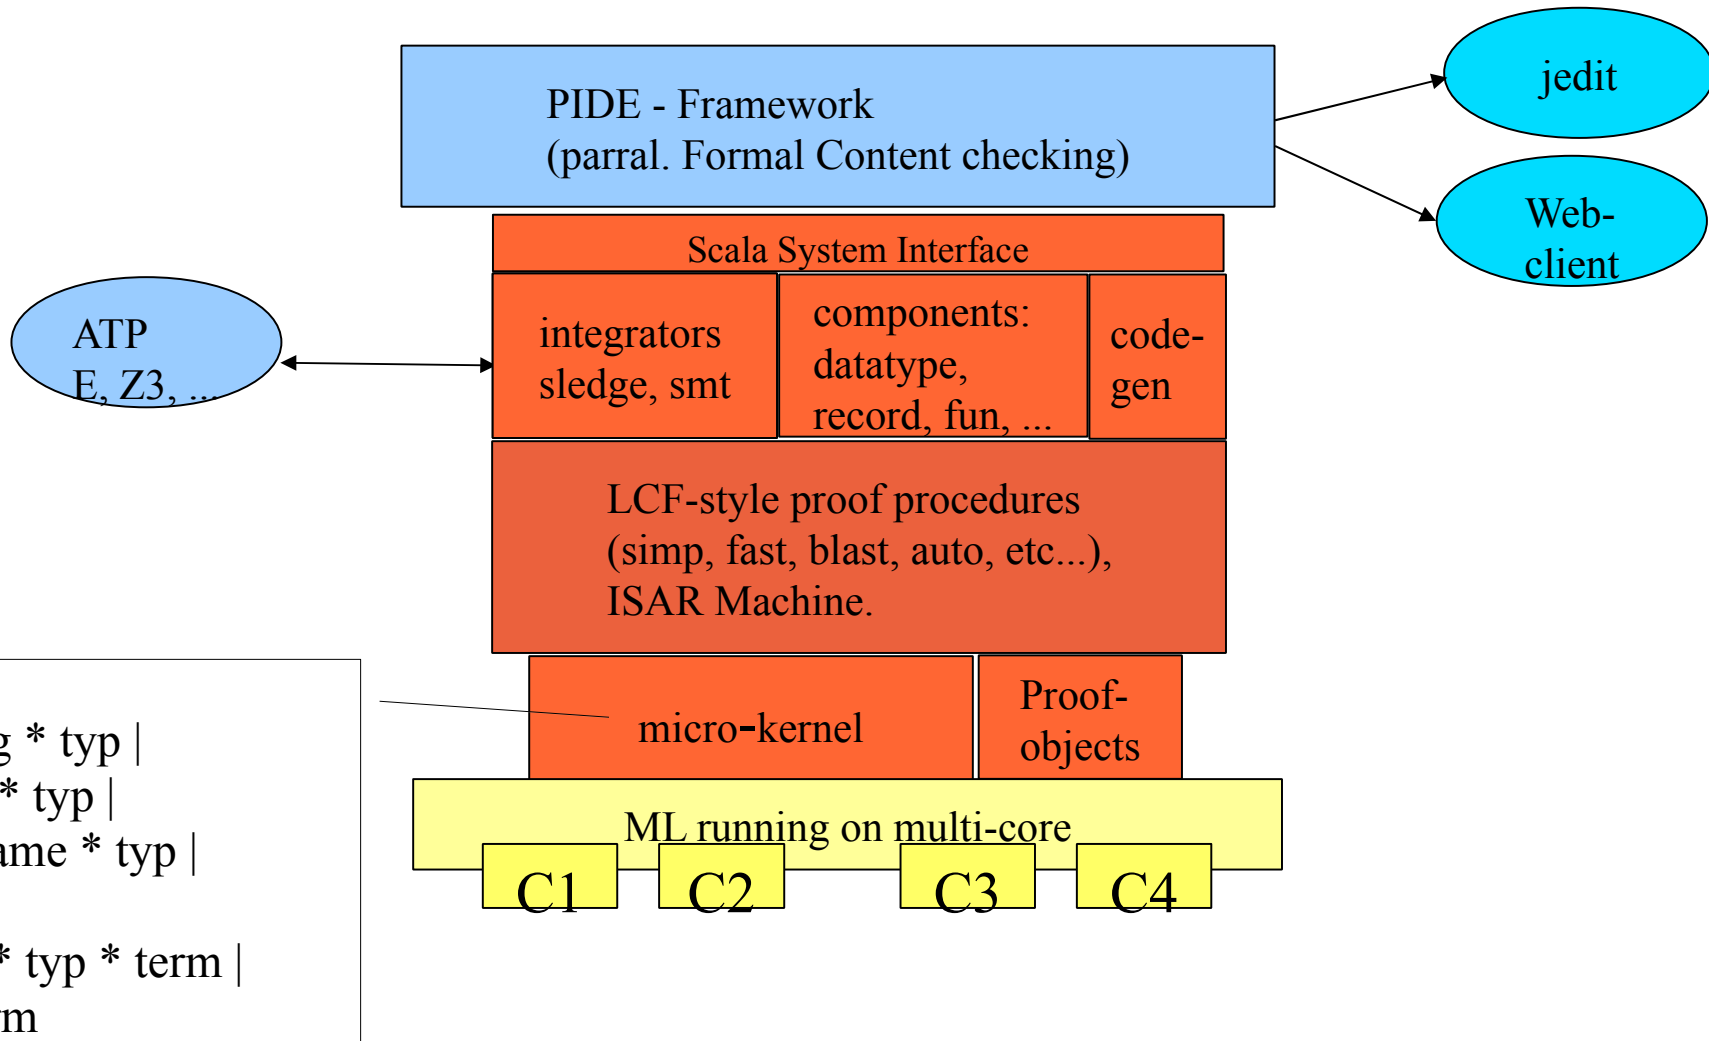 PIDE - Framework
(parral. Formal Content checking)
jedit
Web-
client
Scala System Interface
ATP
E, Z3, ...
integrators
sledge, smt
components:
datatype,
record, fun, ...
code-
gen
LCF-style proof procedures
(simp, fast, blast, auto, etc...),
ISAR Machine.
micro-kernel
Proof-
objects
* typ |
* typ |
* typ |
* typ * term |
ML running on multi-core
C1 C2 C3 C4